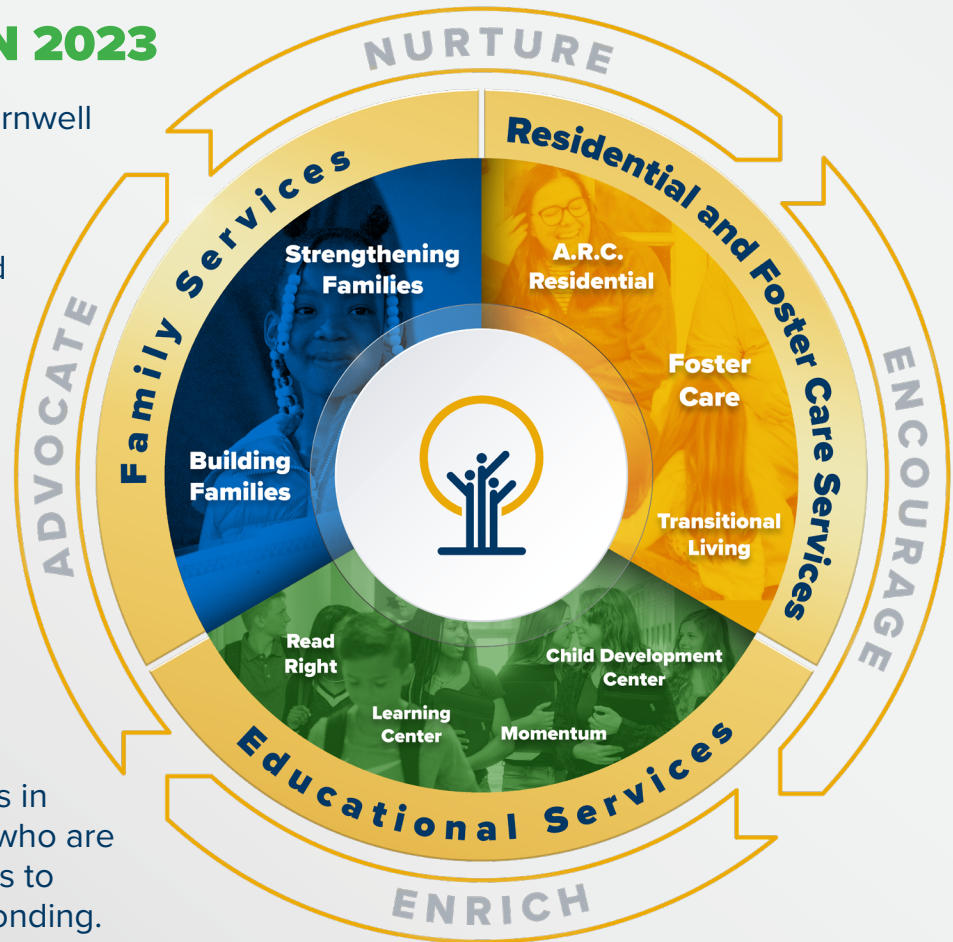 N 2023
rnwell
d
s in
who are
s to
onding.
NURTURE
ENCOURAGE
ENRICH
ADVOCATE
Family Services
Strengthening
Families
Building
Families
Residential and Foster Care Services
A.R.C.
Residential
Foster
Care
Transitional
Living
Educational Services
Read
Right
Learning
Center
Momentum
Child Development
Center